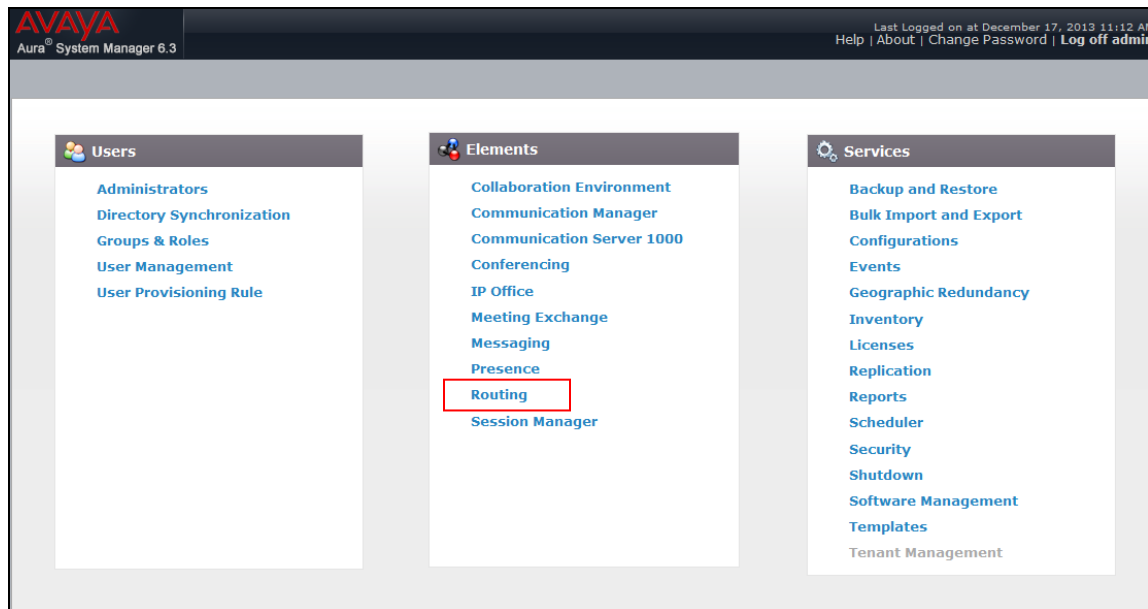 AVAYA
Aura® System Manager 6.3
Last Logged on at December 17, 2013 11:12 AM
Help | About | Change Password | Log off admin
Users
Administrators
Directory Synchronization
Groups & Roles
User Management
User Provisioning Rule
Elements
Collaboration Environment
Communication Manager
Communication Server 1000
Conferencing
IP Office
Meeting Exchange
Messaging
Presence
Routing
Session Manager
Services
Backup and Restore
Bulk Import and Export
Configurations
Events
Geographic Redundancy
Inventory
Licenses
Replication
Reports
Scheduler
Security
Shutdown
Software Management
Templates
Tenant Management